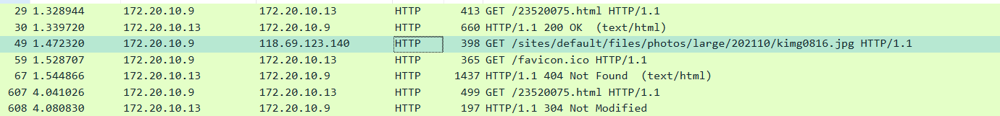 29 1.328944 172.20.10.9 172.20.10.13 HTTP 413 GET /23520075.html HTTP/1.1
30 1.339720 172.20.10.13 172.20.10.9 HTTP 660 HTTP/1.1 200 OK (text/html)
49 1.472320 172.20.10.9 118.69.123.140 HTTP 398 GET /sites/default/files/photos/large/202110/kimg0816.jpg HTTP/1.1
59 1.528707 172.20.10.9 172.20.10.13 HTTP 365 GET /favicon.ico HTTP/1.1
67 1.544866 172.20.10.13 172.20.10.9 HTTP 1437 HTTP/1.1 404 Not Found (text/html)
607 4.041026 172.20.10.9 172.20.10.13 HTTP 499 GET /23520075.html HTTP/1.1
608 4.080830 172.20.10.13 172.20.10.9 HTTP 197 HTTP/1.1 304 Not Modified